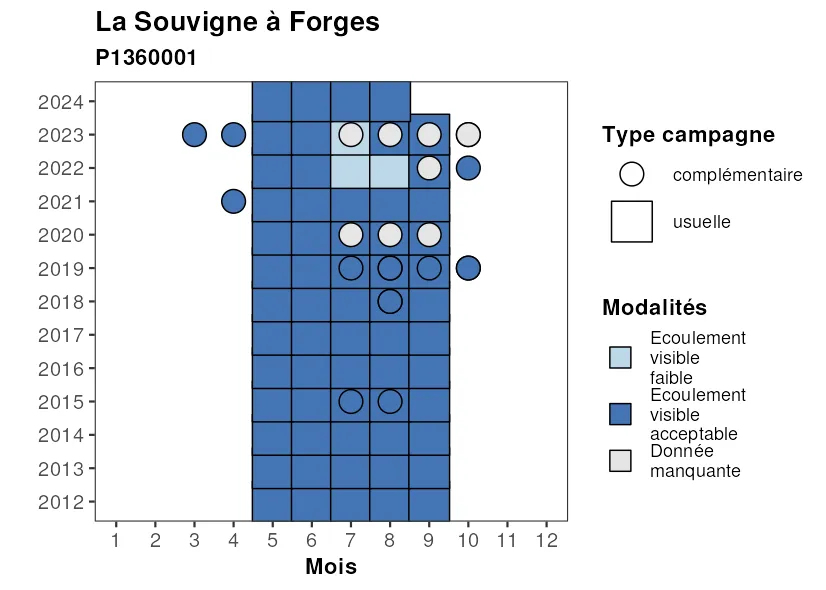 La Souvigne à Forges
P1360001
2024
2023
2022
2021
2020
2019
2018
2017
2016
2015
2014
2013
2012
1 2 3 4 5 6 7 8 9 10 11 12
Mois
Type campagne
complémentaire
usuelle
Modalités
Ecoulement
visible
faible
Ecoulement
visible
acceptable
Donnée
manquante